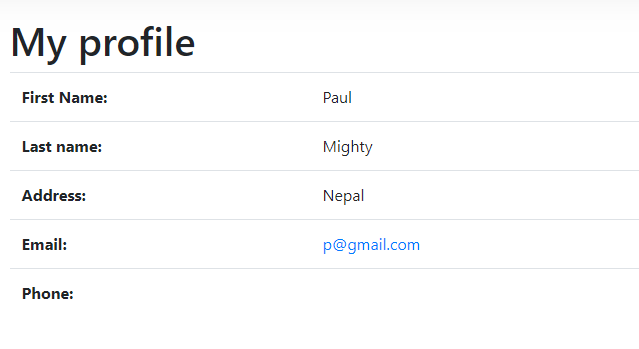 My profile
First Name: Paul
Last name: Mighty
Address: Nepal
Email: p@gmail.com
Phone: